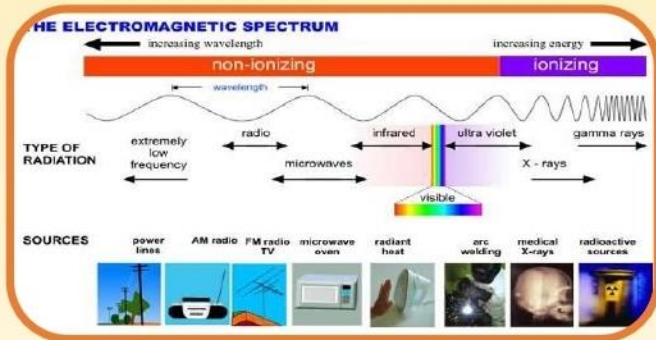 THE ELECTROMAGNETIC SPECTRUM
increasing wavelength
increasing energy
non-ionizing
ionizing
wavelength
TYPE OF
RADIATION
extremely
low
frequency
radio
microwaves
infrared
visible
ultra violet
X - rays
gamma rays
SOURCES
power
lines
AM radio
FM radio
TV
microwave
oven
radiant
heat
arc
welding
medical
X-rays
radioactive
sources